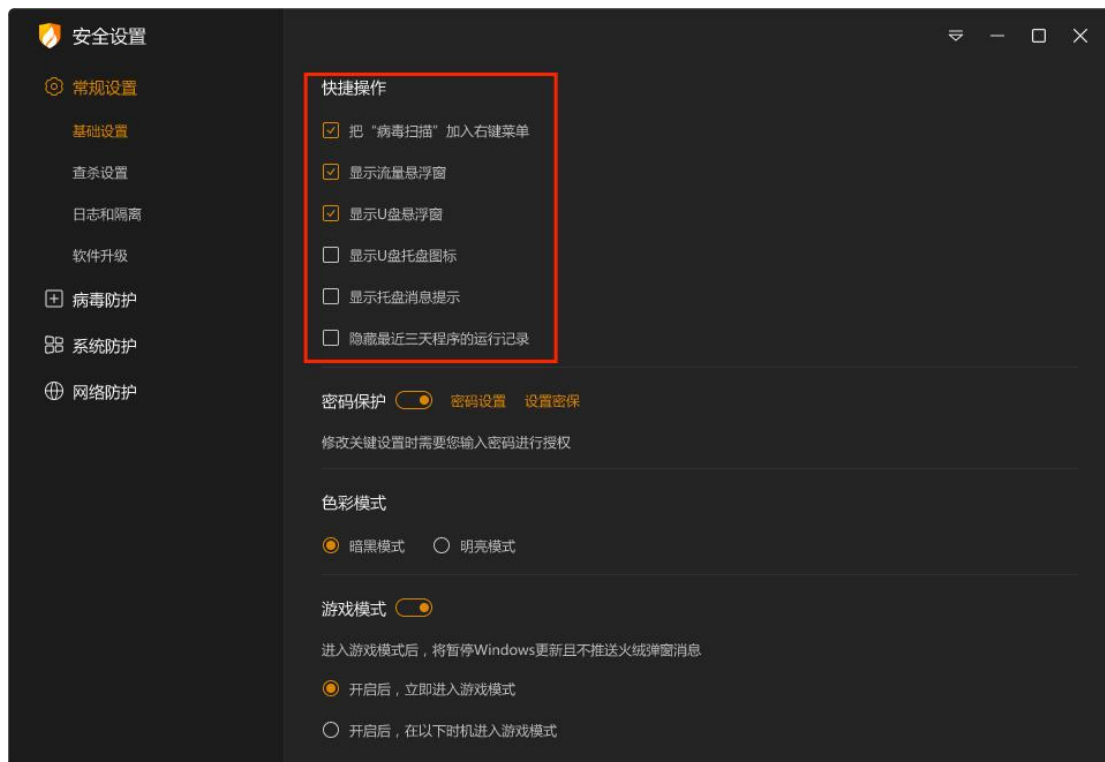 安全设置
常规设置
基础设置
查杀设置
日志和隔离
软件升级
病毒防护
系统防护
网络防护
快捷操作
把“病毒扫描”加入右键菜单
显示流量悬浮窗
显示U盘悬浮窗
显示U盘托盘图标
显示托盘消息提示
隐藏最近三天程序的运行记录
密码保护 密码设置 设置密保
修改关键设置时需要您输入密码进行授权
色彩模式
暗黑模式 明亮模式
游戏模式
进入游戏模式后，将暂停Windows更新且不推送火绒弹窗消息
开启后，立即进入游戏模式
开启后，在以下时机进入游戏模式